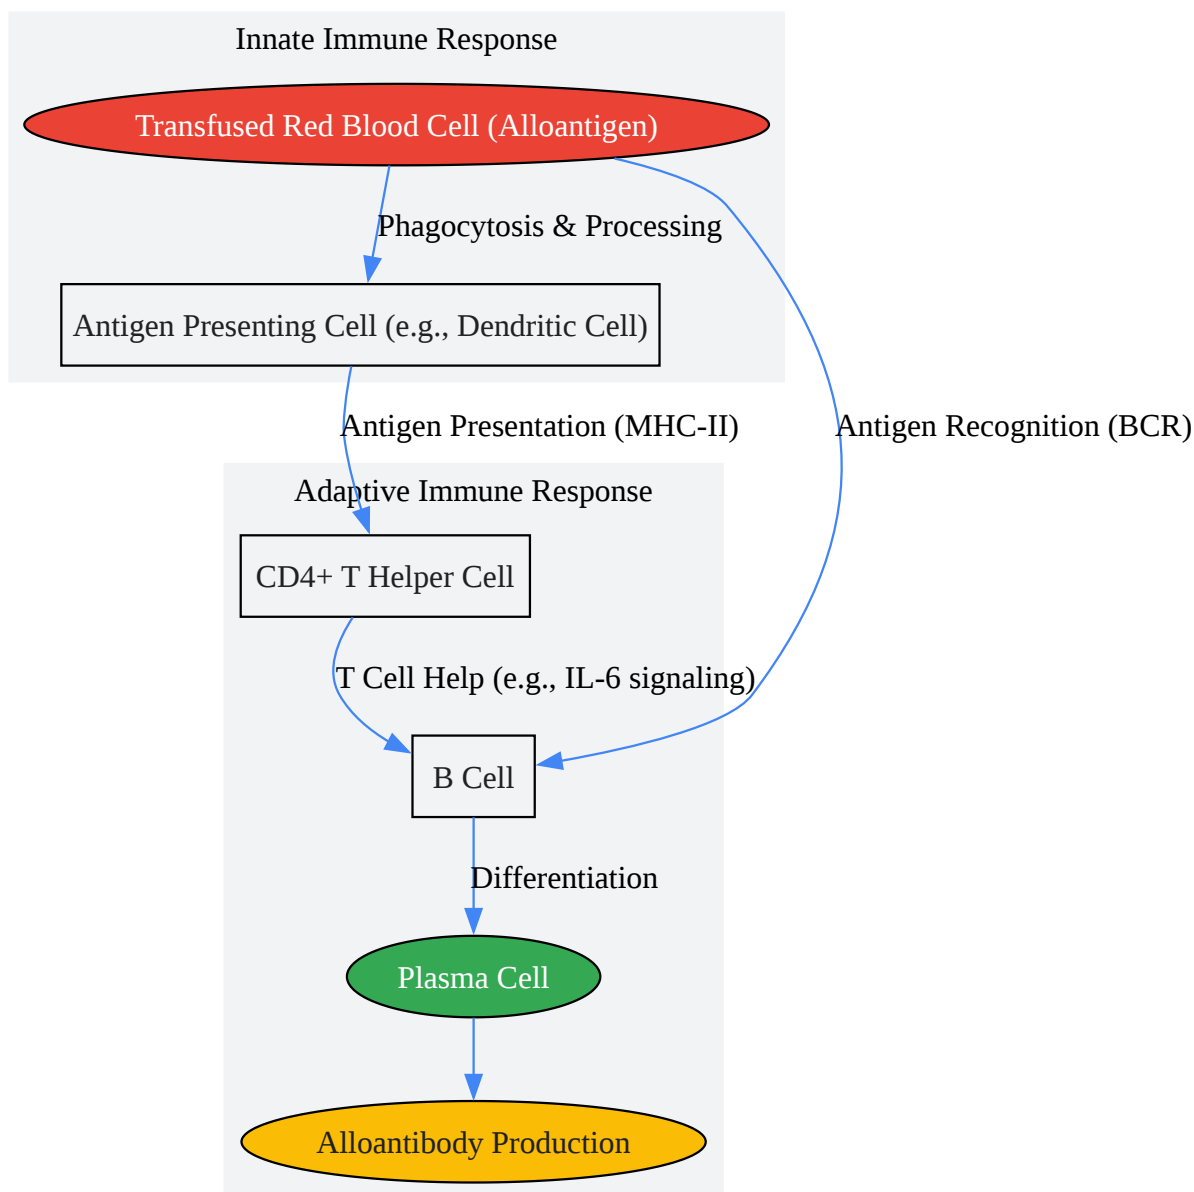 Innate Immune Response
Transfused Red Blood Cell (Alloantigen)
Phagocytosis & Processing
Antigen Presenting Cell (e.g., Dendritic Cell)
Antigen Presentation (MHC-II)
Antigen Recognition (BCR)
Adaptive Immune Response
CD4+ T Helper Cell
T Cell Help (e.g., IL-6 signaling)
B Cell
Differentiation
Plasma Cell
Alloantibody Production